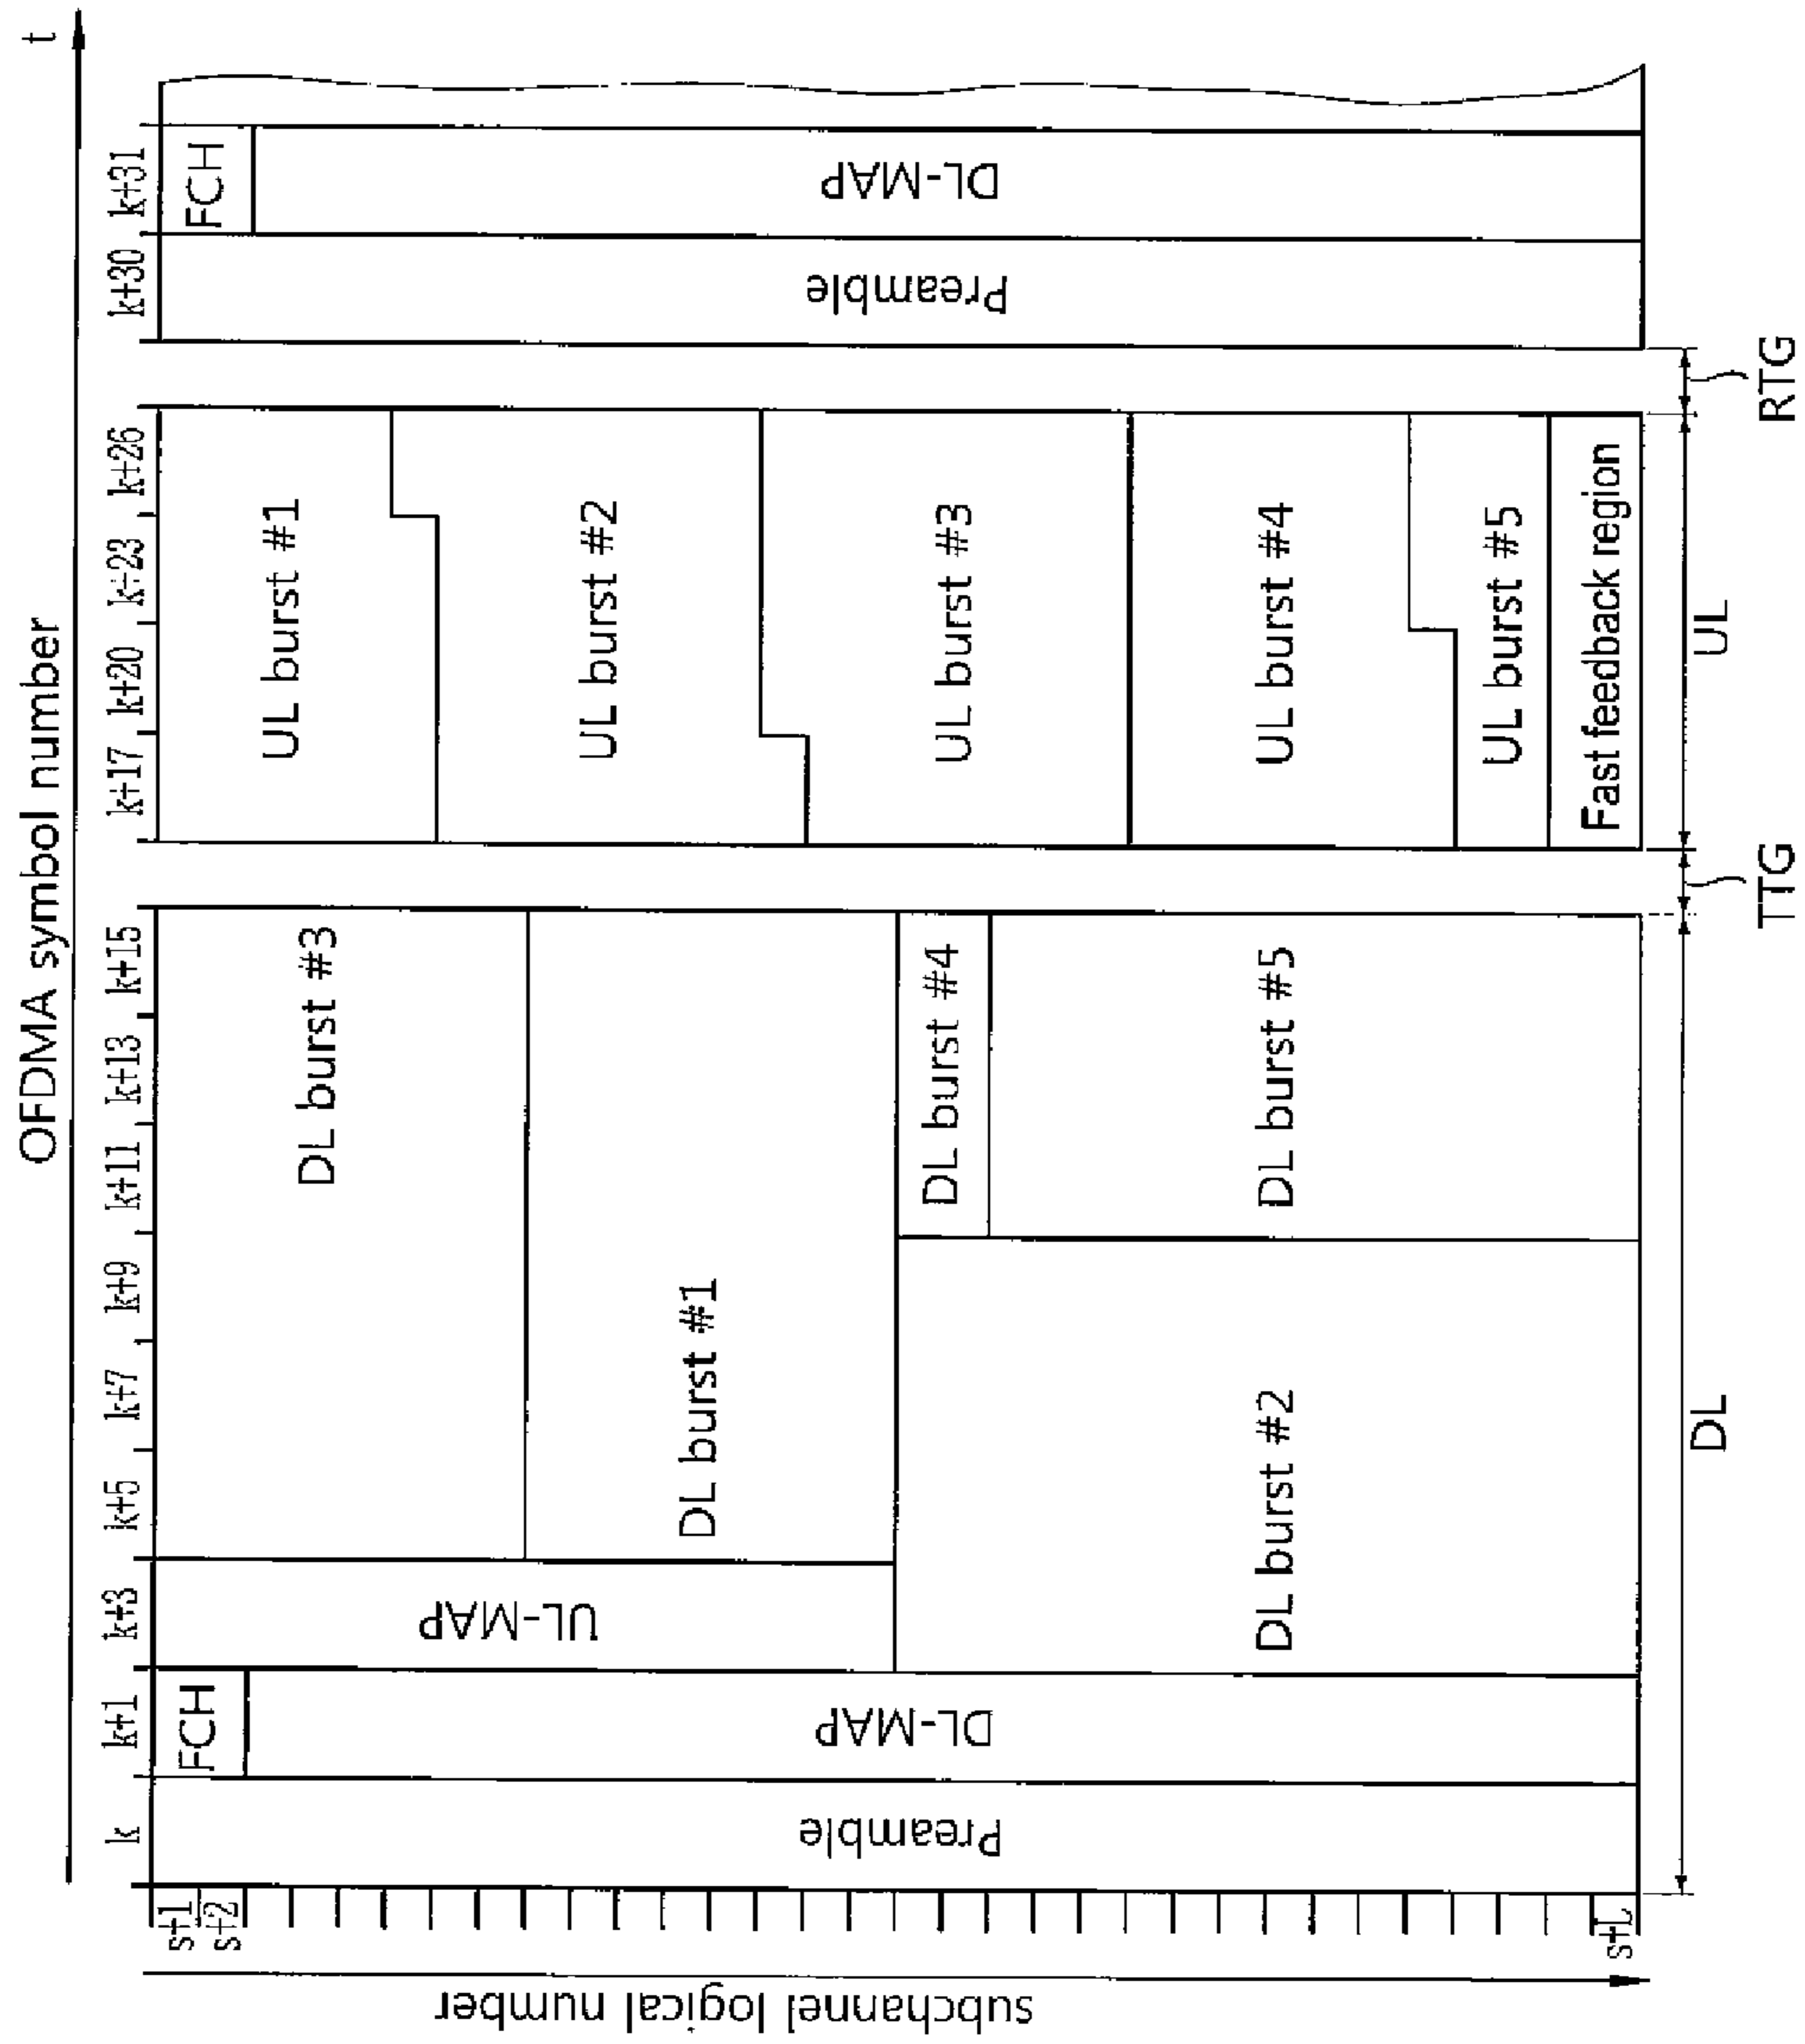 OFDMA symbol number
t
k
k+1
k+3
k+5
k+7
k+9
k+11
k+13
k+15
k+17
k+20
k+23
k+26
k+30
k+31
subchannel logical number
s+1
s+2
s+L
Preamble
FCH
DL-MAP
UL-MAP
DL burst #3
DL burst #1
DL burst #2
DL burst #4
DL burst #5
UL burst #1
UL burst #2
UL burst #3
UL burst #4
UL burst #5
Fast feedback region
Preamble
FCH
DL-MAP
DL
TTG
UL
RTG